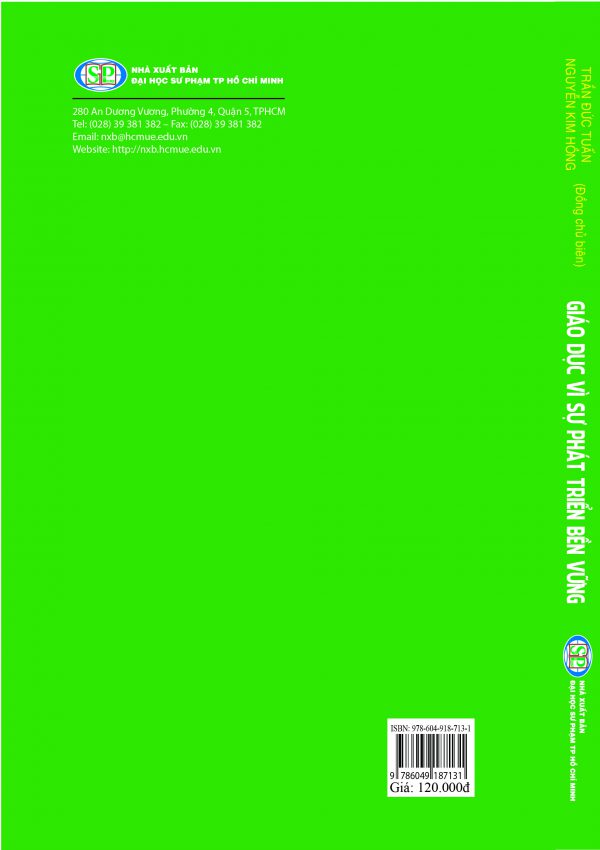 SP
NHÀ XUẤT BẢN
ĐẠI HỌC SƯ PHẠM TP HỒ CHÍ MINH
280 An Dương Vương, Phường 4, Quận 5, TPHCM
Tel: (028) 39 381 382 – Fax: (028) 39 381 382
Email: nxb@hcmue.edu.vn
Website: http://nxb.hcmue.edu.vn
TRẦN ĐỨC TUẤN
NGUYỄN KIM HỒNG
(Đồng chủ biên)
GIÁO DỤC VÌ SỰ PHÁT TRIỂN BỀN VỮNG
SP
NHÀ XUẤT BẢN
ĐẠI HỌC SƯ PHẠM TP HỒ CHÍ MINH
ISBN: 978-604-918-713-1
9 786049 187131
Giá: 120.000đ